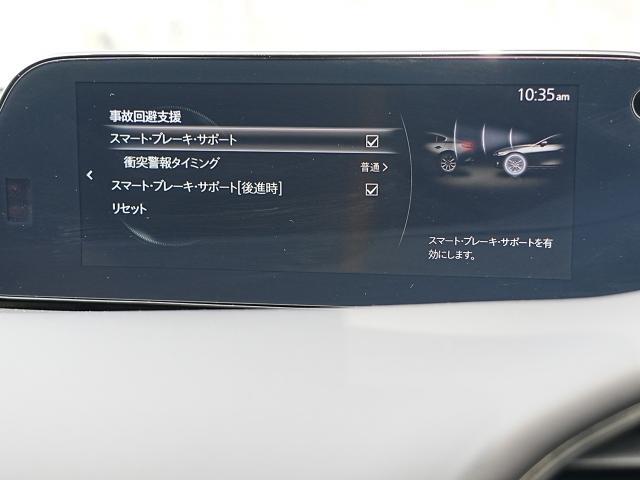 10:35am
事故回避支援
スマート・ブレーキ・サポート
衝突警報タイミング 普通
スマート・ブレーキ・サポート[後進時]
リセット
スマート・ブレーキ・サポートを有
効にします。